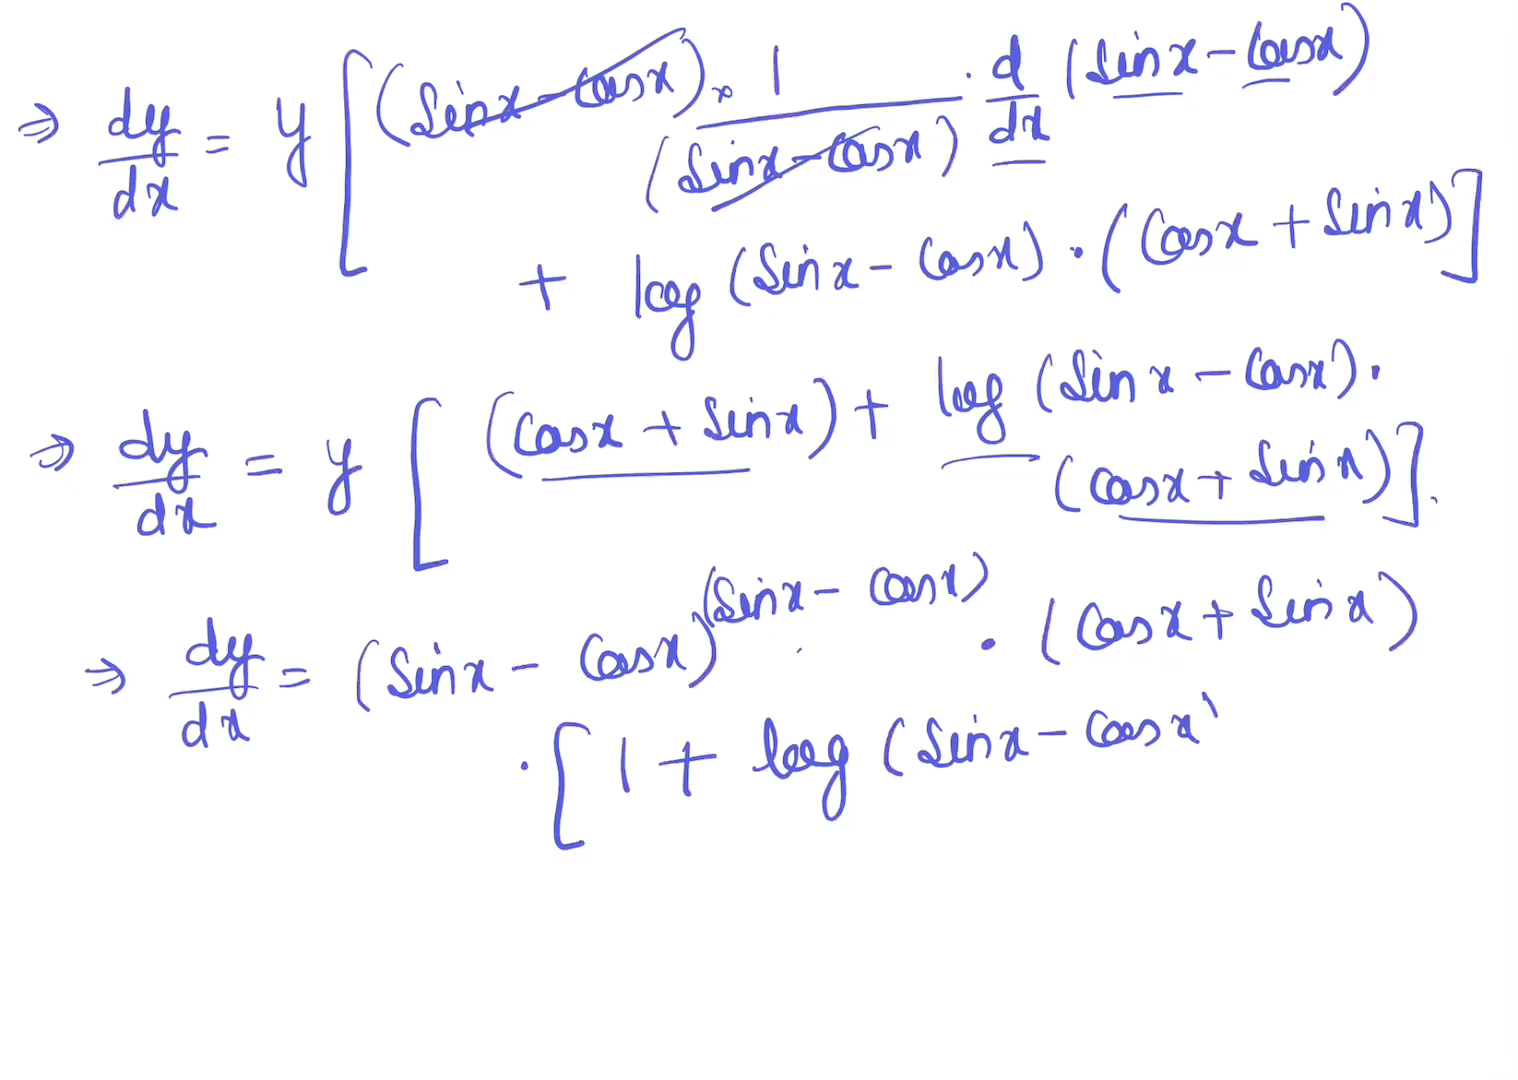 ⇒ dy/dx = y [ (Sinx - Cosx) × 1/(Sinx - Cosx) · d/dx (Sinx - Cosx)
+ log (Sinx - Cosx) · (Cosx + Sinx) ]
⇒ dy/dx = y [ (Cosx + Sinx) + log (Sinx - Cosx) ·
(Cosx + Sinx) ].
⇒ dy/dx = (Sinx - Cosx)^(Sinx - Cosx) · (Cosx + Sinx)
· [ 1 + log (Sinx - Cosx)